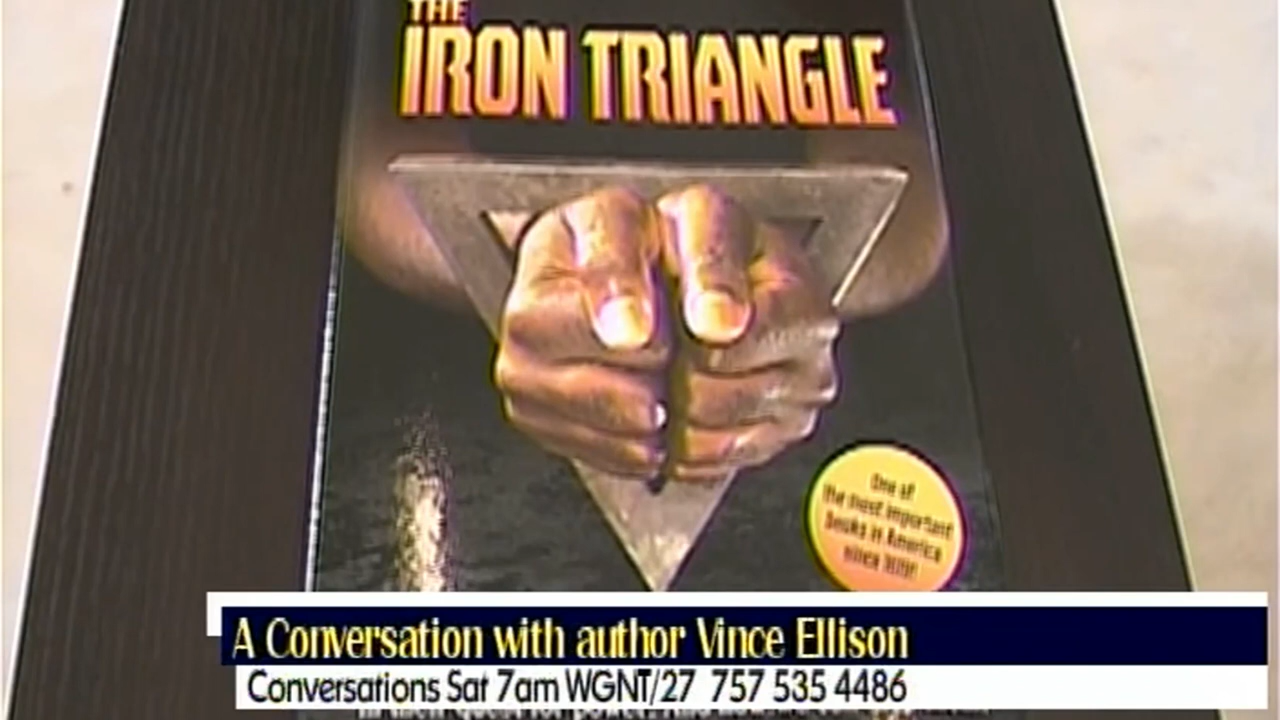 THE
IRON TRIANGLE
One of
the most important
Books in America
since
A Conversation with author Vince Ellison
Conversations Sat 7am WGNT/27 757 535 4486